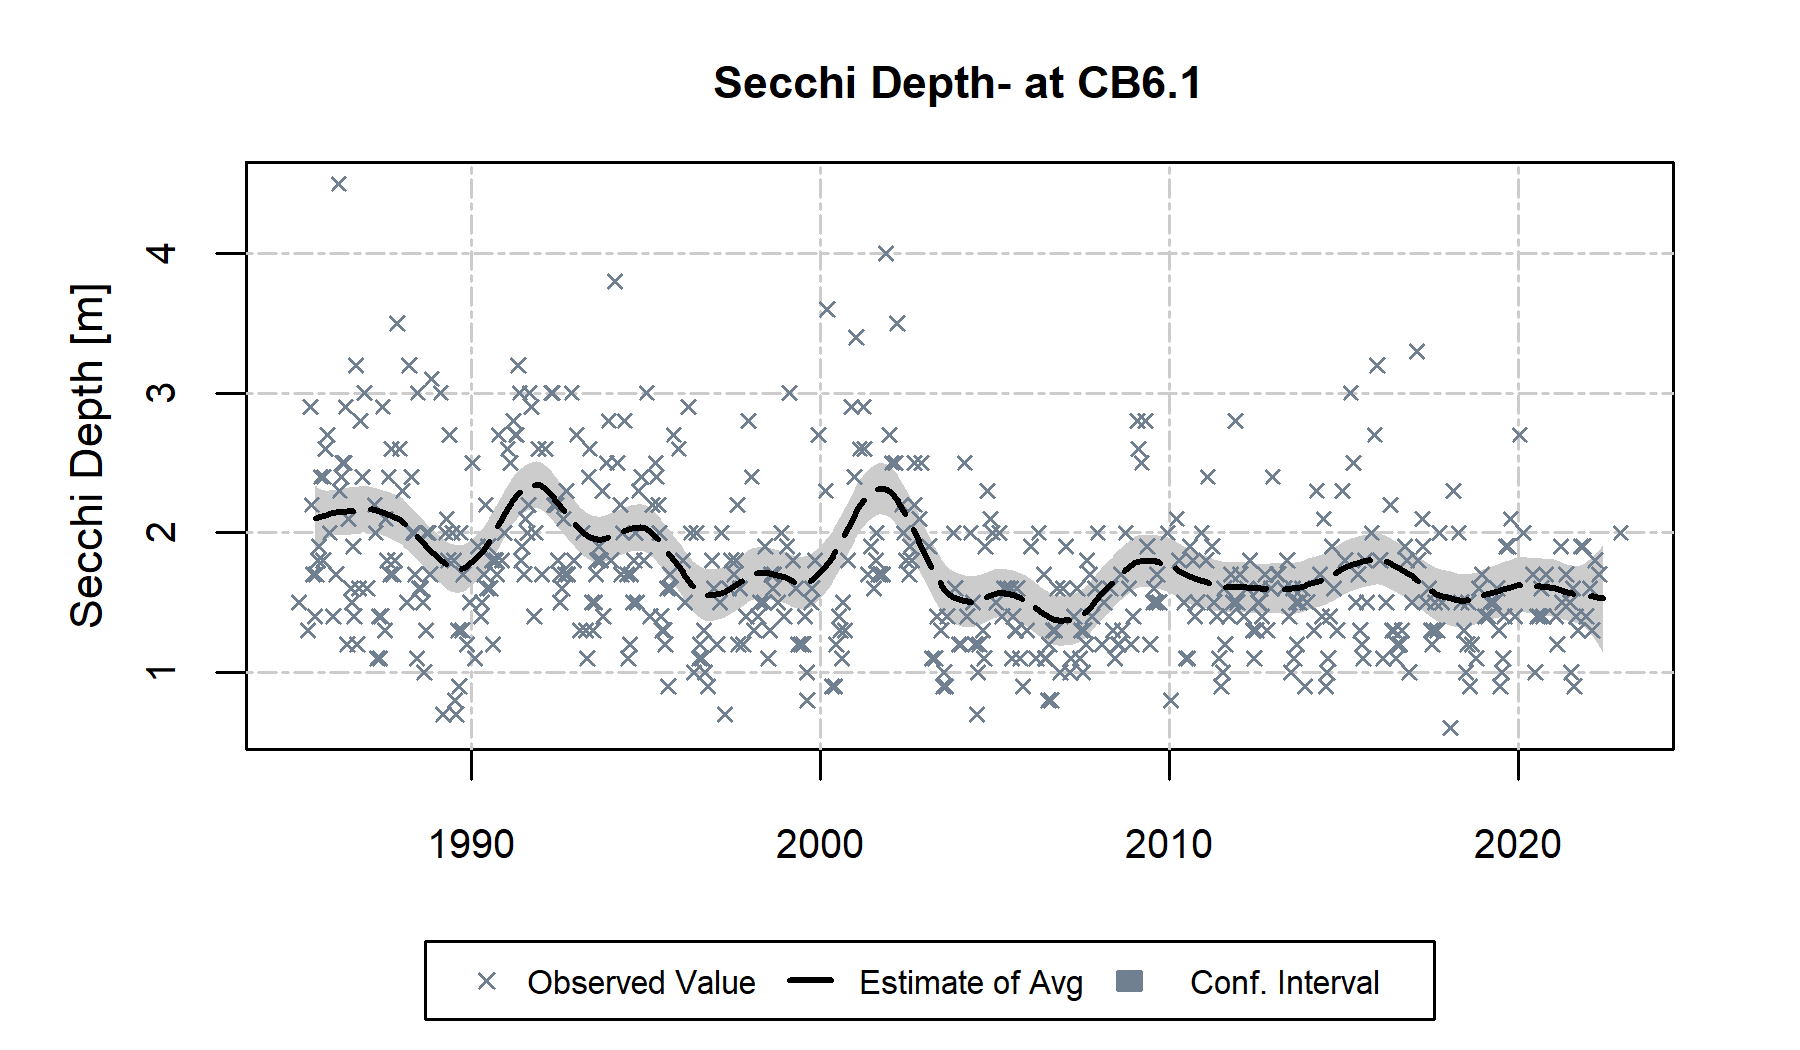 Secchi Depth- at CB6.1
Secchi Depth [m]
4
3
2
1
1990 2000 2010 2020
Observed Value Estimate of Avg Conf. Interval